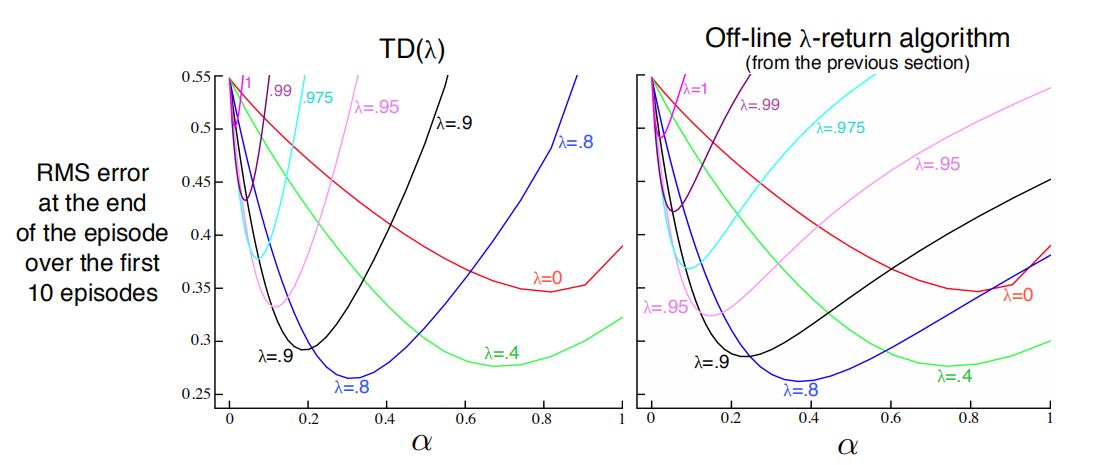 TD(λ)
Off-line λ-return algorithm
(from the previous section)
RMS error
at the end
of the episode
over the first
10 episodes
0.55
0.5
0.45
0.4
0.35
0.3
0.25
1
.99
.975
λ=.95
λ=.9
λ=.8
λ=0
λ=.4
λ=.9
λ=.8
0
0.2
0.4
0.6
0.8
1
α
λ=1
λ=.99
λ=.975
λ=.95
λ=.95
λ=0
λ=.9
λ=.4
λ=.8
0
0.2
0.4
0.6
0.8
1
α